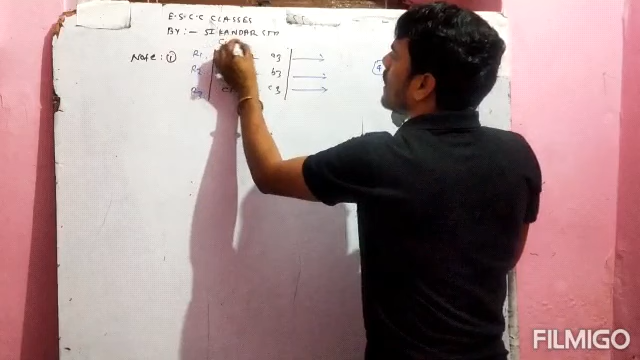 E.S.C.C CLASSES
BY :- SIKANDAR
Note : ① R1 a3
R2 b3
R3 c3
FILMIGO